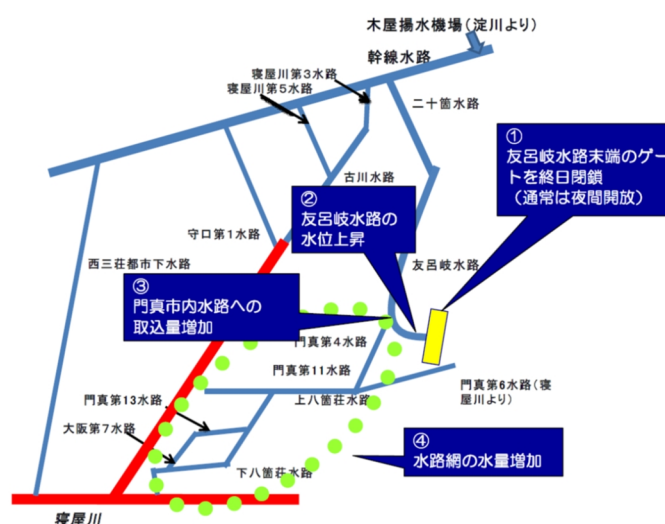 木屋揚水機場(淀川より)
幹線水路
寝屋川第3水路
寝屋川第5水路
二十箇水路
①
友呂岐水路末端のゲー
トを終日閉鎖
(通常は夜間開放)
古川水路
②
友呂岐水路の
水位上昇
守口第1水路
西三荘都市下水路
友呂岐水路
③
門真市内水路への
取込量増加
門真第4水路
門真第11水路
門真第6水路(寝
屋川より)
門真第13水路
上八箇荘水路
大阪第7水路
④
水路網の水量増加
下八箇荘水路
寝屋川